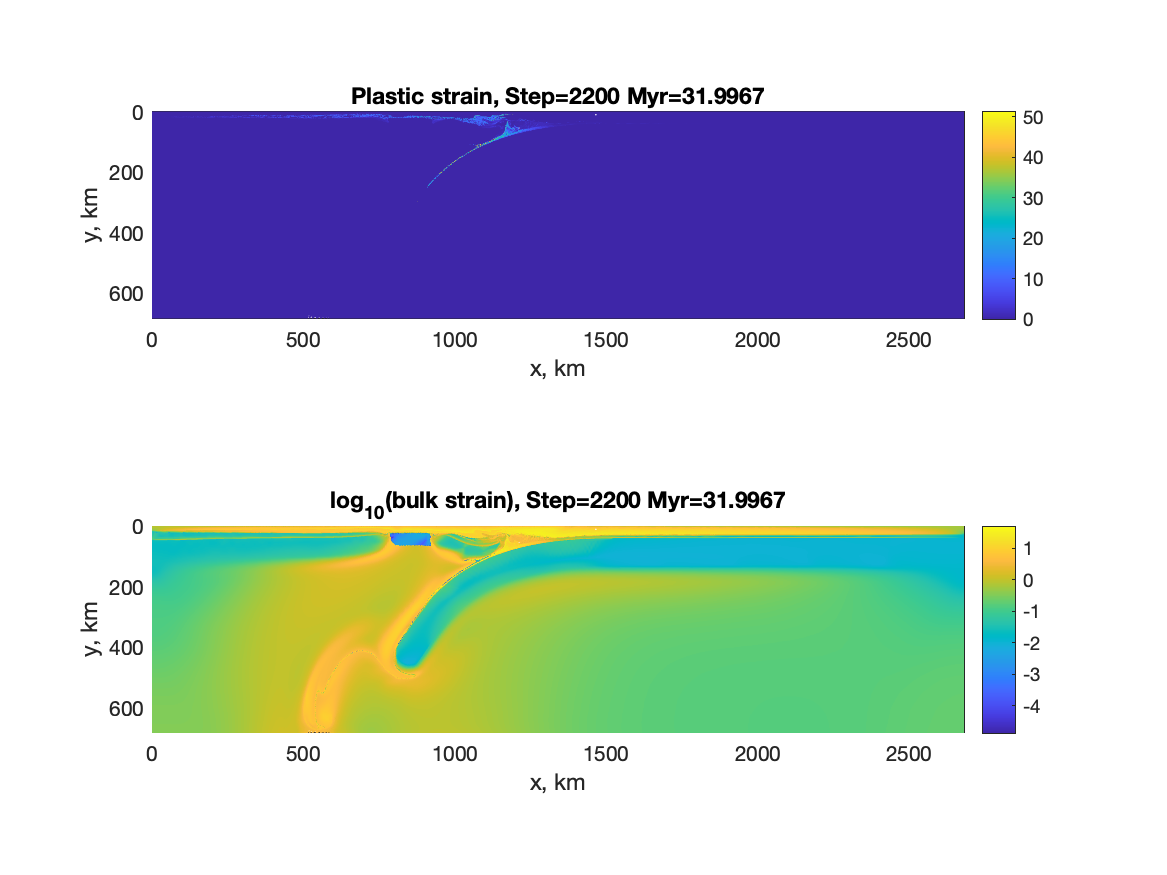 Plastic strain, Step=2200 Myr=31.9967
0
200
400
600
y, km
0 500 1000 1500 2000 2500
x, km
50
40
30
20
10
0
log10(bulk strain), Step=2200 Myr=31.9967
0
200
400
600
y, km
0 500 1000 1500 2000 2500
x, km
1
0
-1
-2
-3
-4